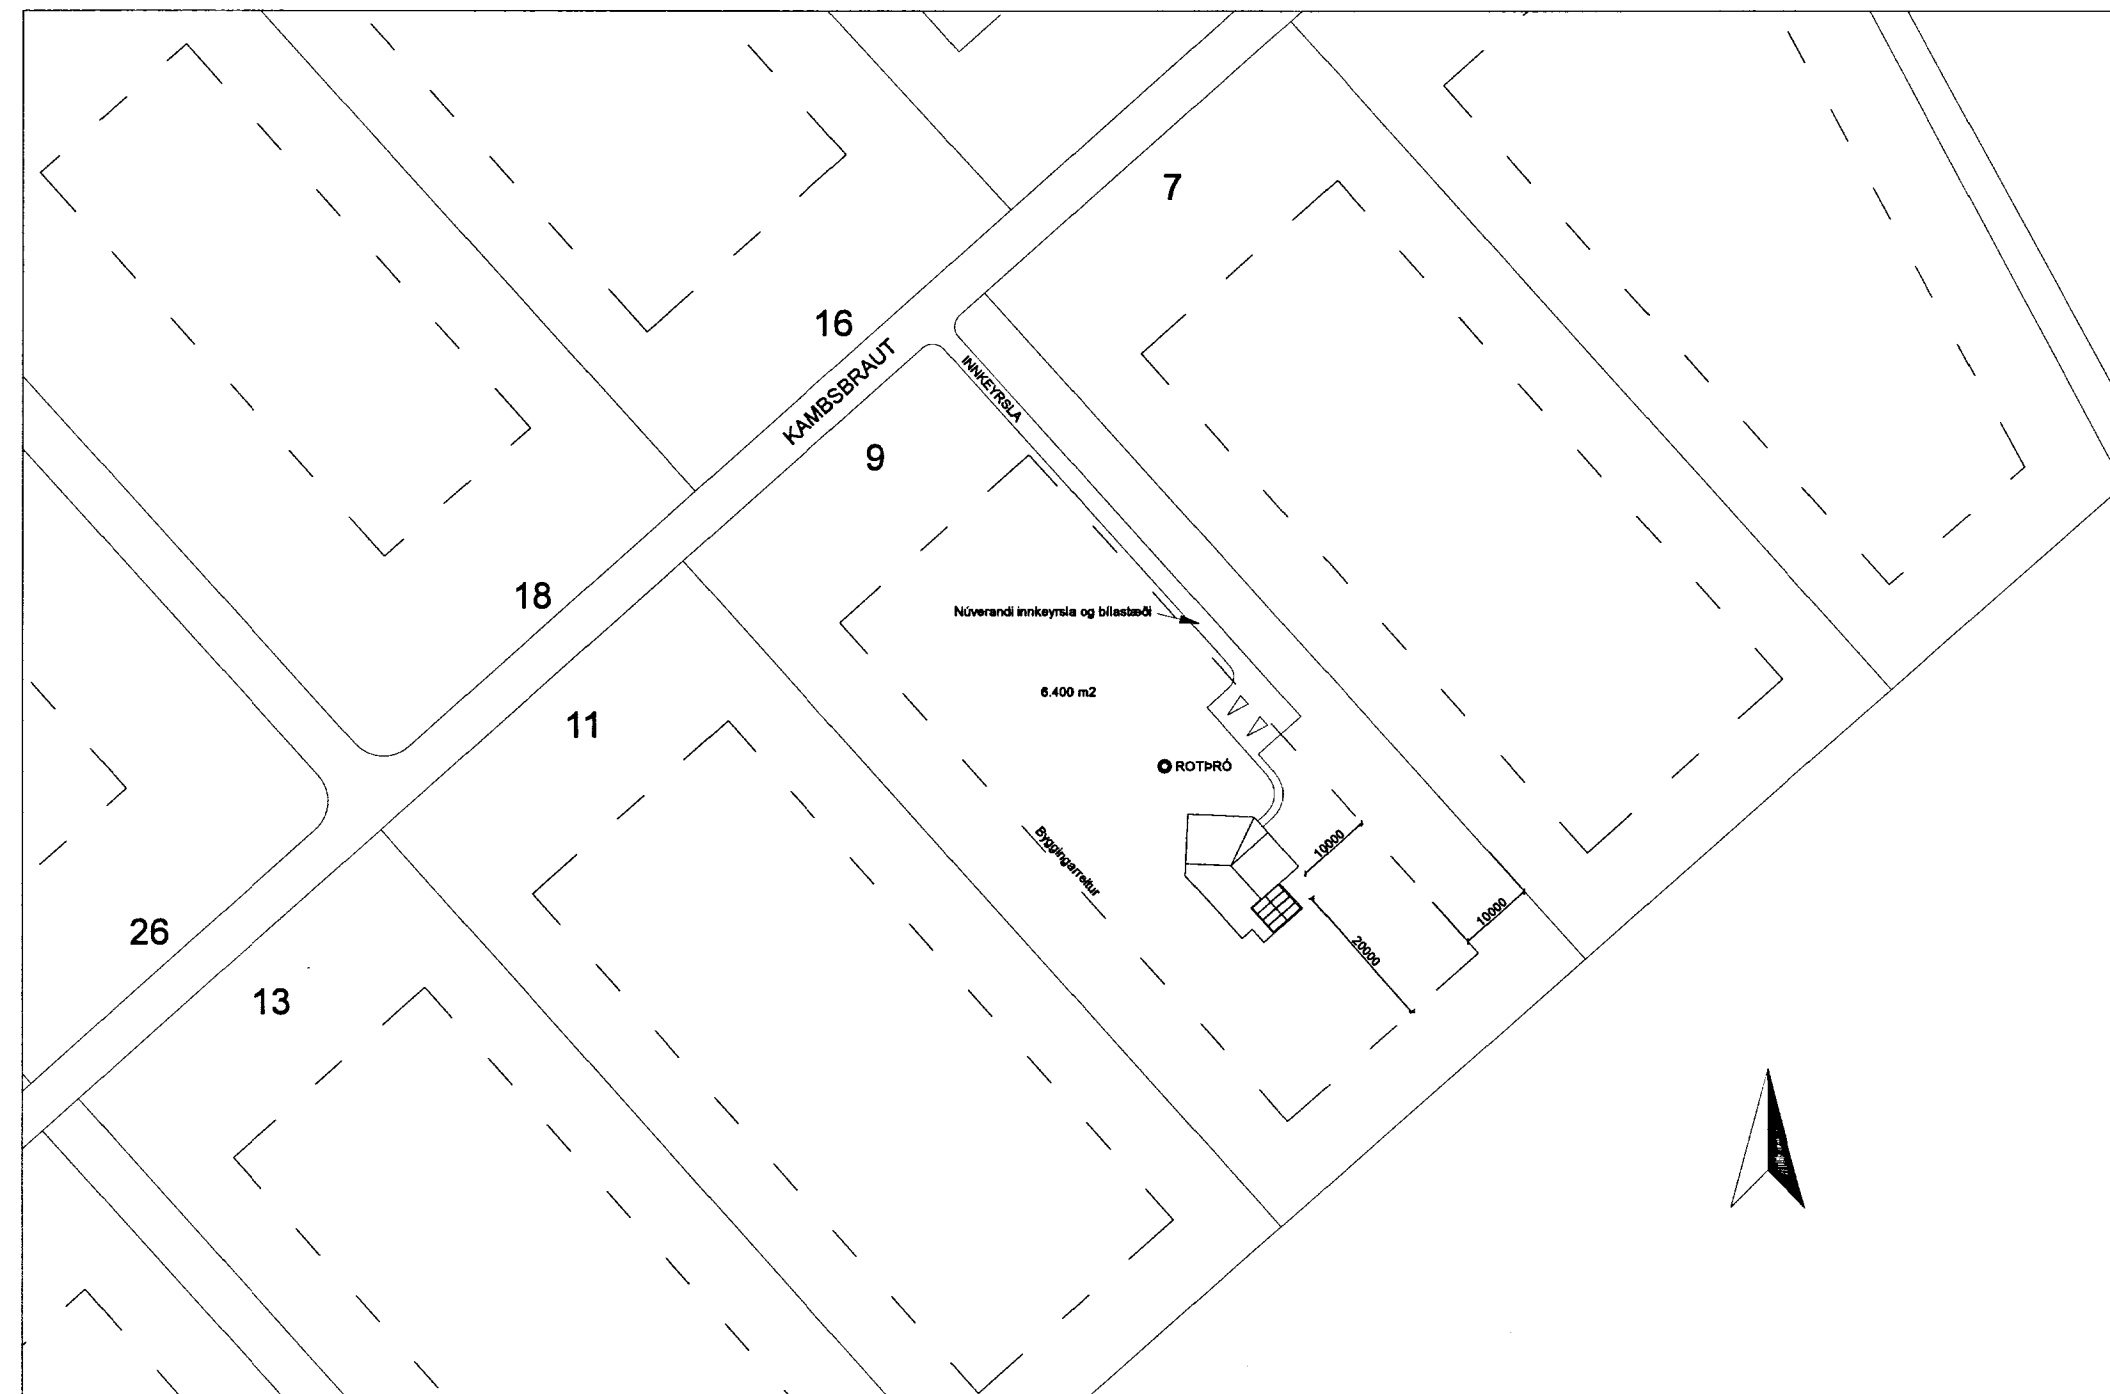 7
16
KAMBSBRAUT
INNKEYRSLA
9
18
Núverandi innkeyrsla og bílastæði
6.400 m2
11
ROTÞRÓ
Byggingarreitur
10000
10000
20000
26
13